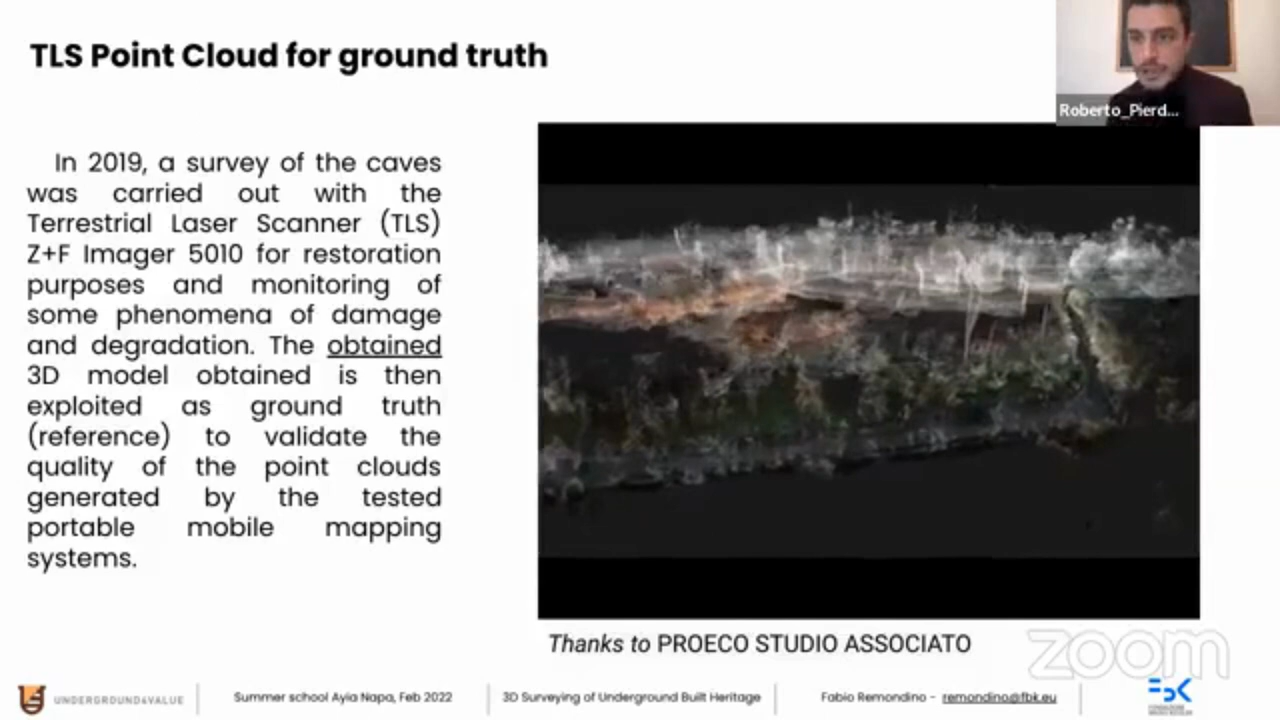 TLS Point Cloud for ground truth
Roberto_Pierd...
In 2019, a survey of the caves
was carried out with the
Terrestrial Laser Scanner (TLS)
Z+F Imager 5010 for restoration
purposes and monitoring of
some phenomena of damage
and degradation. The obtained
3D model obtained is then
exploited as ground truth
(reference) to validate the
quality of the point clouds
generated by the tested
portable mobile mapping
systems.
Thanks to PROECO STUDIO ASSOCIATO
zoom
UNDERGROUND4VALUE
Summer school Ayia Napa, Feb 2022
3D Surveying of Underground Built Heritage
Fabio Remondino - remondino@fbk.eu
FBK
FONDAZIONE
BRUNO KESSLER